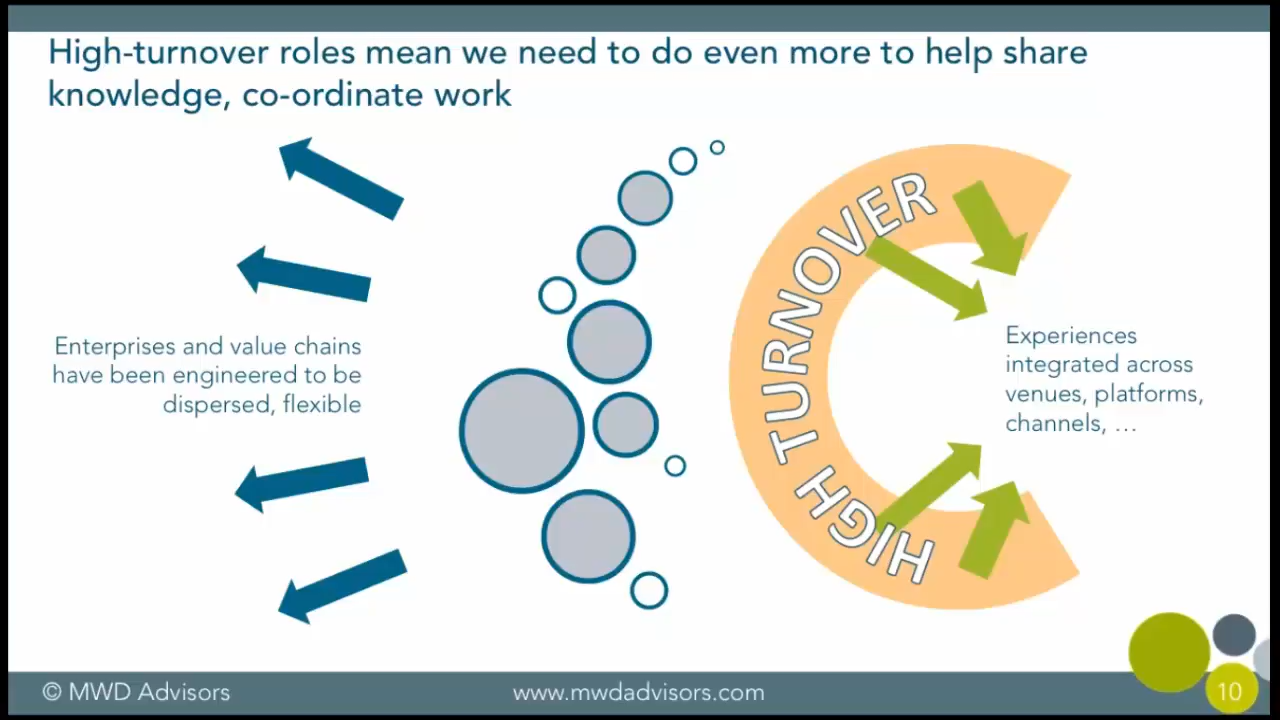 High-turnover roles mean we need to do even more to help share
knowledge, co-ordinate work
Enterprises and value chains
have been engineered to be
dispersed, flexible
HIGH TURNOVER
Experiences
integrated across
venues, platforms,
channels, …
© MWD Advisors
www.mwdadvisors.com
10